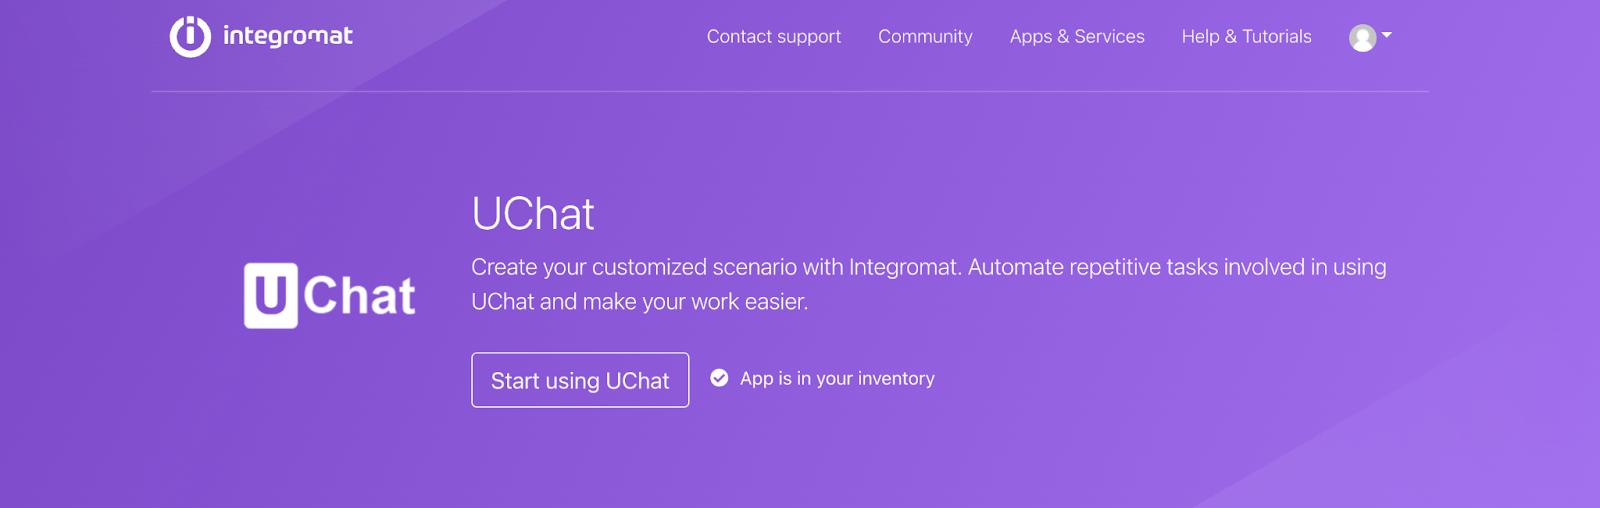 integromat
Contact support
Community
Apps & Services
Help & Tutorials
UChat
Create your customized scenario with Integromat. Automate repetitive tasks involved in using
UChat and make your work easier.
UChat
Start using UChat
App is in your inventory